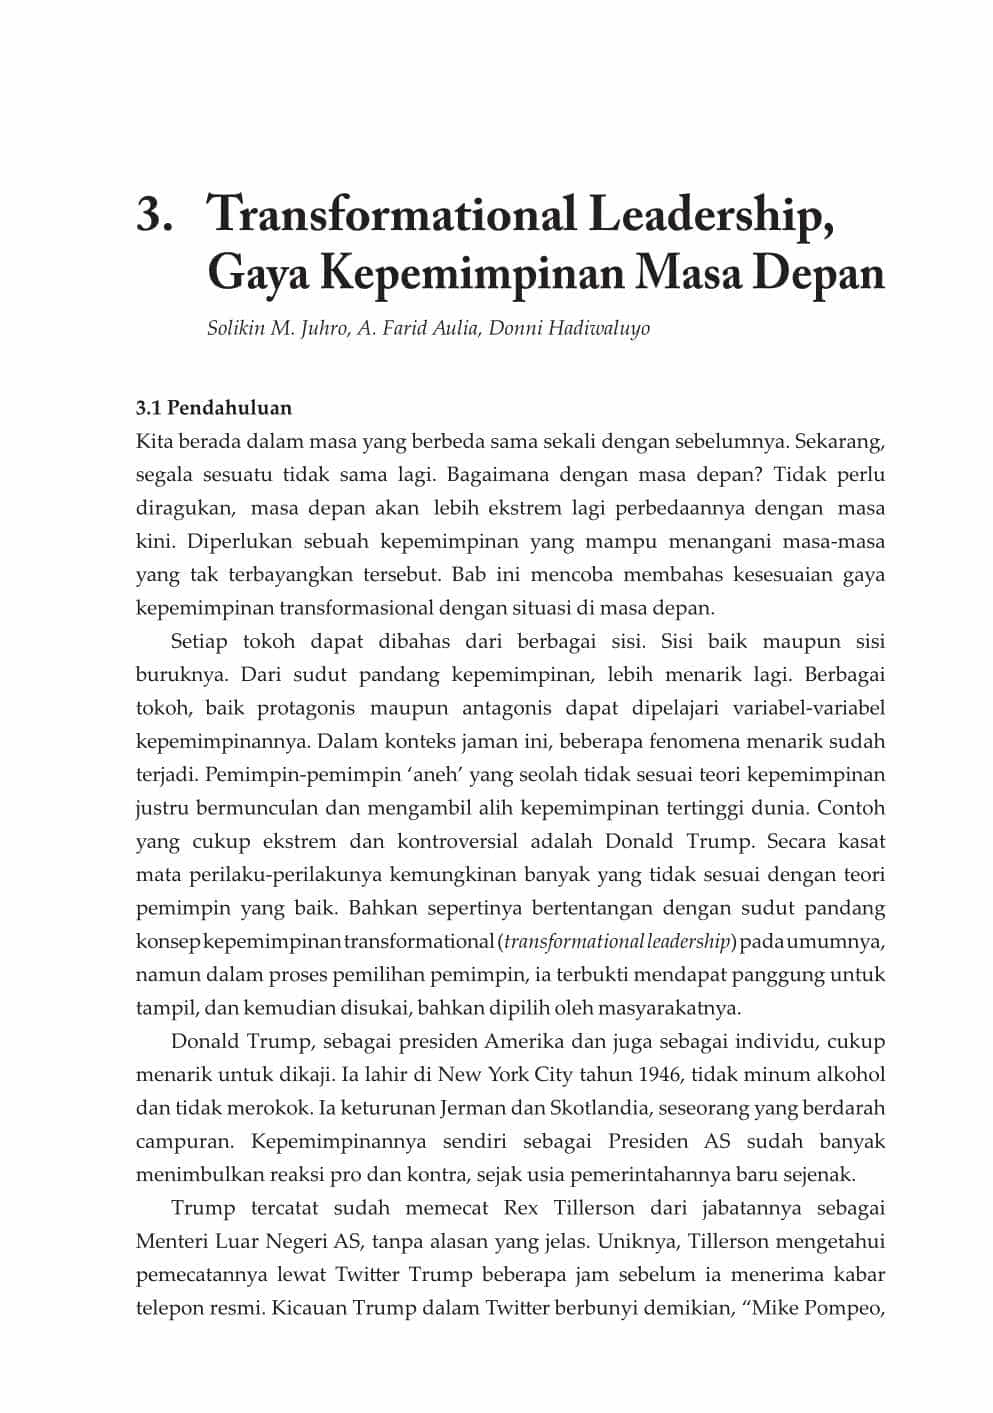 3. Transformational Leadership,
Gaya Kepemimpinan Masa Depan
Solikin M. Juhro, A. Farid Aulia, Donni Hadiwaluyo
3.1 Pendahuluan
Kita berada dalam masa yang berbeda sama sekali dengan sebelumnya. Sekarang,
segala sesuatu tidak sama lagi. Bagaimana dengan masa depan? Tidak perlu
diragukan, masa depan akan lebih ekstrem lagi perbedaannya dengan masa
kini. Diperlukan sebuah kepemimpinan yang mampu menangani masa-masa
yang tak terbayangkan tersebut. Bab ini mencoba membahas kesesuaian gaya
kepemimpinan transformasional dengan situasi di masa depan.
Setiap tokoh dapat dibahas dari berbagai sisi. Sisi baik maupun sisi
buruknya. Dari sudut pandang kepemimpinan, lebih menarik lagi. Berbagai
tokoh, baik protagonis maupun antagonis dapat dipelajari variabel-variabel
kepemimpinannya. Dalam konteks jaman ini, beberapa fenomena menarik sudah
terjadi. Pemimpin-pemimpin ‘aneh’ yang seolah tidak sesuai teori kepemimpinan
justru bermunculan dan mengambil alih kepemimpinan tertinggi dunia. Contoh
yang cukup ekstrem dan kontroversial adalah Donald Trump. Secara kasat
mata perilaku-perilakunya kemungkinan banyak yang tidak sesuai dengan teori
pemimpin yang baik. Bahkan sepertinya bertentangan dengan sudut pandang
konsep kepemimpinan transformational (transformational leadership) pada umumnya,
namun dalam proses pemilihan pemimpin, ia terbukti mendapat panggung untuk
tampil, dan kemudian disukai, bahkan dipilih oleh masyarakatnya.
Donald Trump, sebagai presiden Amerika dan juga sebagai individu, cukup
menarik untuk dikaji. Ia lahir di New York City tahun 1946, tidak minum alkohol
dan tidak merokok. Ia keturunan Jerman dan Skotlandia, seseorang yang berdarah
campuran. Kepemimpinannya sendiri sebagai Presiden AS sudah banyak
menimbulkan reaksi pro dan kontra, sejak usia pemerintahannya baru sejenak.
Trump tercatat sudah memecat Rex Tillerson dari jabatannya sebagai
Menteri Luar Negeri AS, tanpa alasan yang jelas. Uniknya, Tillerson mengetahui
pemecatannya lewat Twitter Trump beberapa jam sebelum ia menerima kabar
telepon resmi. Kicauan Trump dalam Twitter berbunyi demikian, “Mike Pompeo,